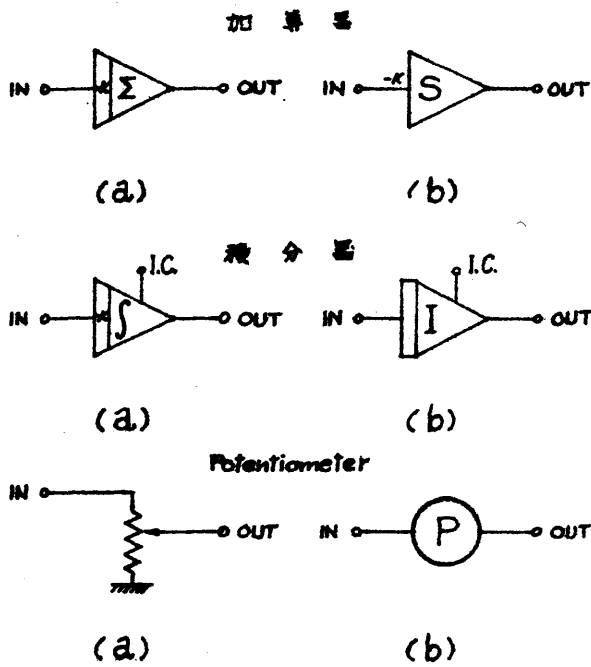 加算器
IN -K Σ OUT IN -K S OUT
(a) (b)
積分器
I.C. I.C.
IN -K ∫ OUT IN I OUT
(a) (b)
Potentiometer
IN OUT IN P OUT
(a) (b)